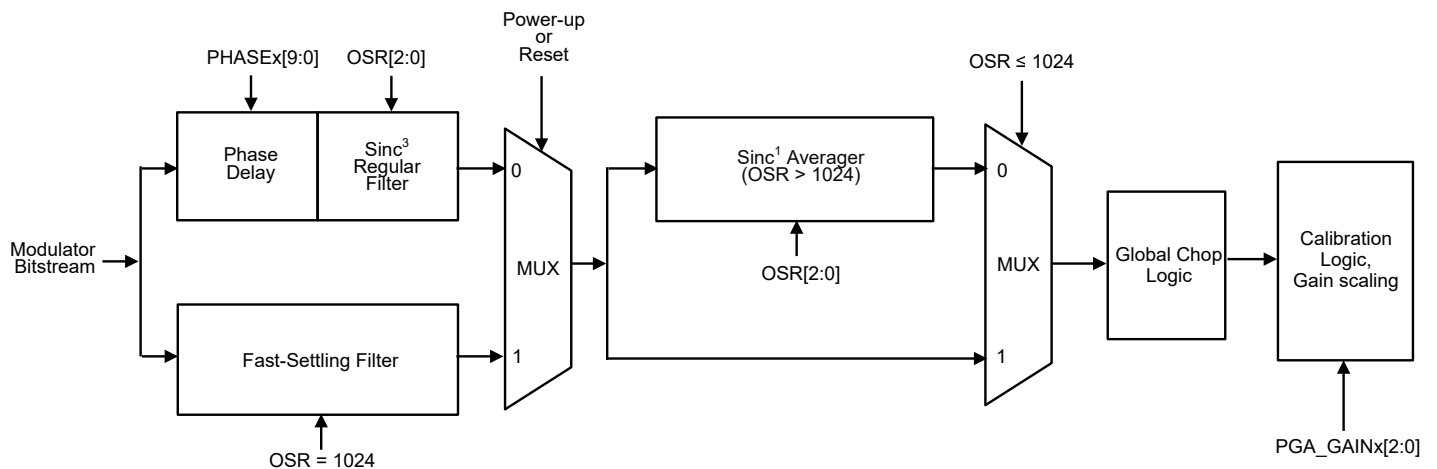 Power-up
or
Reset
PHASEx[9:0]
OSR[2:0]
OSR ≤ 1024
Phase
Delay
Sinc³
Regular
Filter
0
Sinc¹ Averager
(OSR > 1024)
0
Modulator
Bitstream
MUX
OSR[2:0]
MUX
Global Chop
Logic
Calibration
Logic,
Gain scaling
Fast-Settling Filter
1
1
OSR = 1024
PGA_GAINx[2:0]